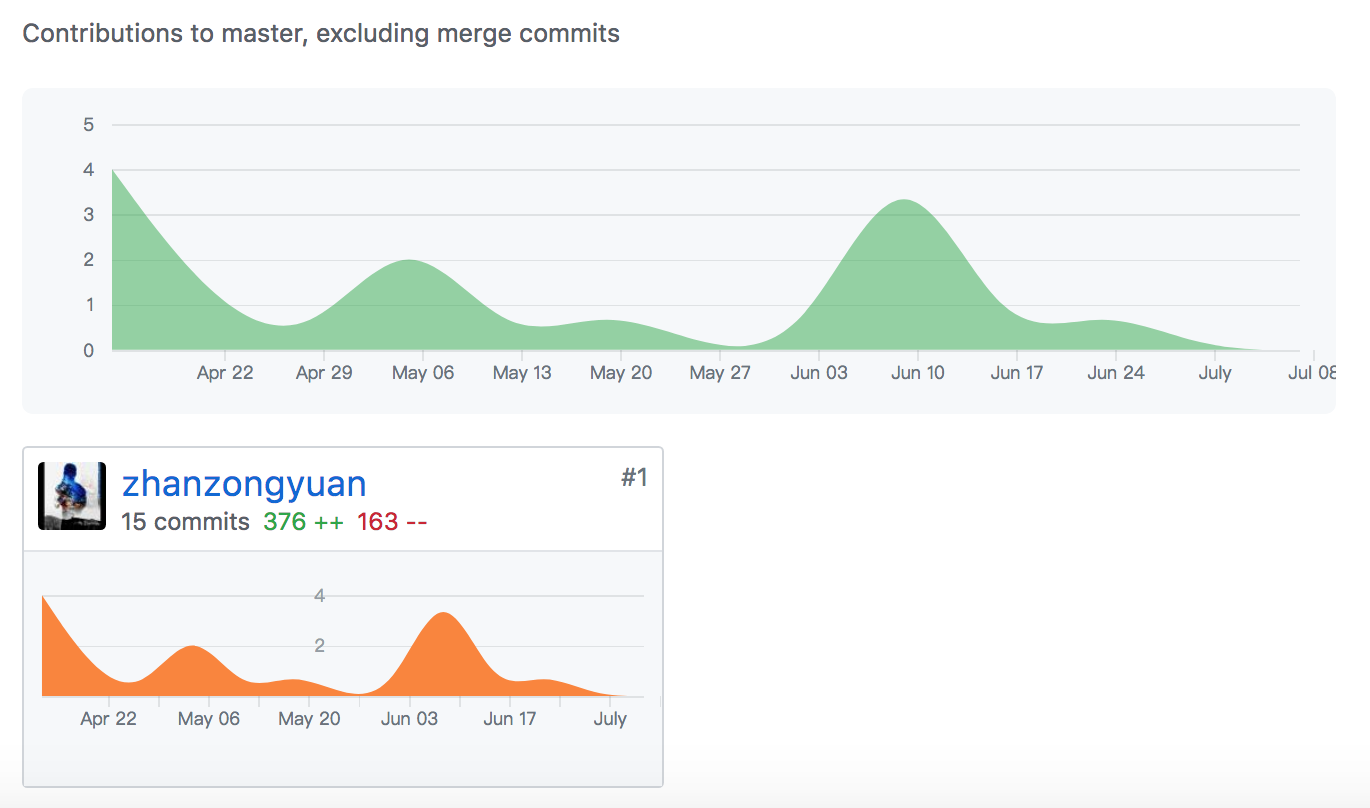 Contributions to master, excluding merge commits
5
4
3
2
1
0
Apr 22 Apr 29 May 06 May 13 May 20 May 27 Jun 03 Jun 10 Jun 17 Jun 24 July Jul 08
zhanzongyuan #1
15 commits 376 ++ 163 --
4
2
Apr 22 May 06 May 20 Jun 03 Jun 17 July